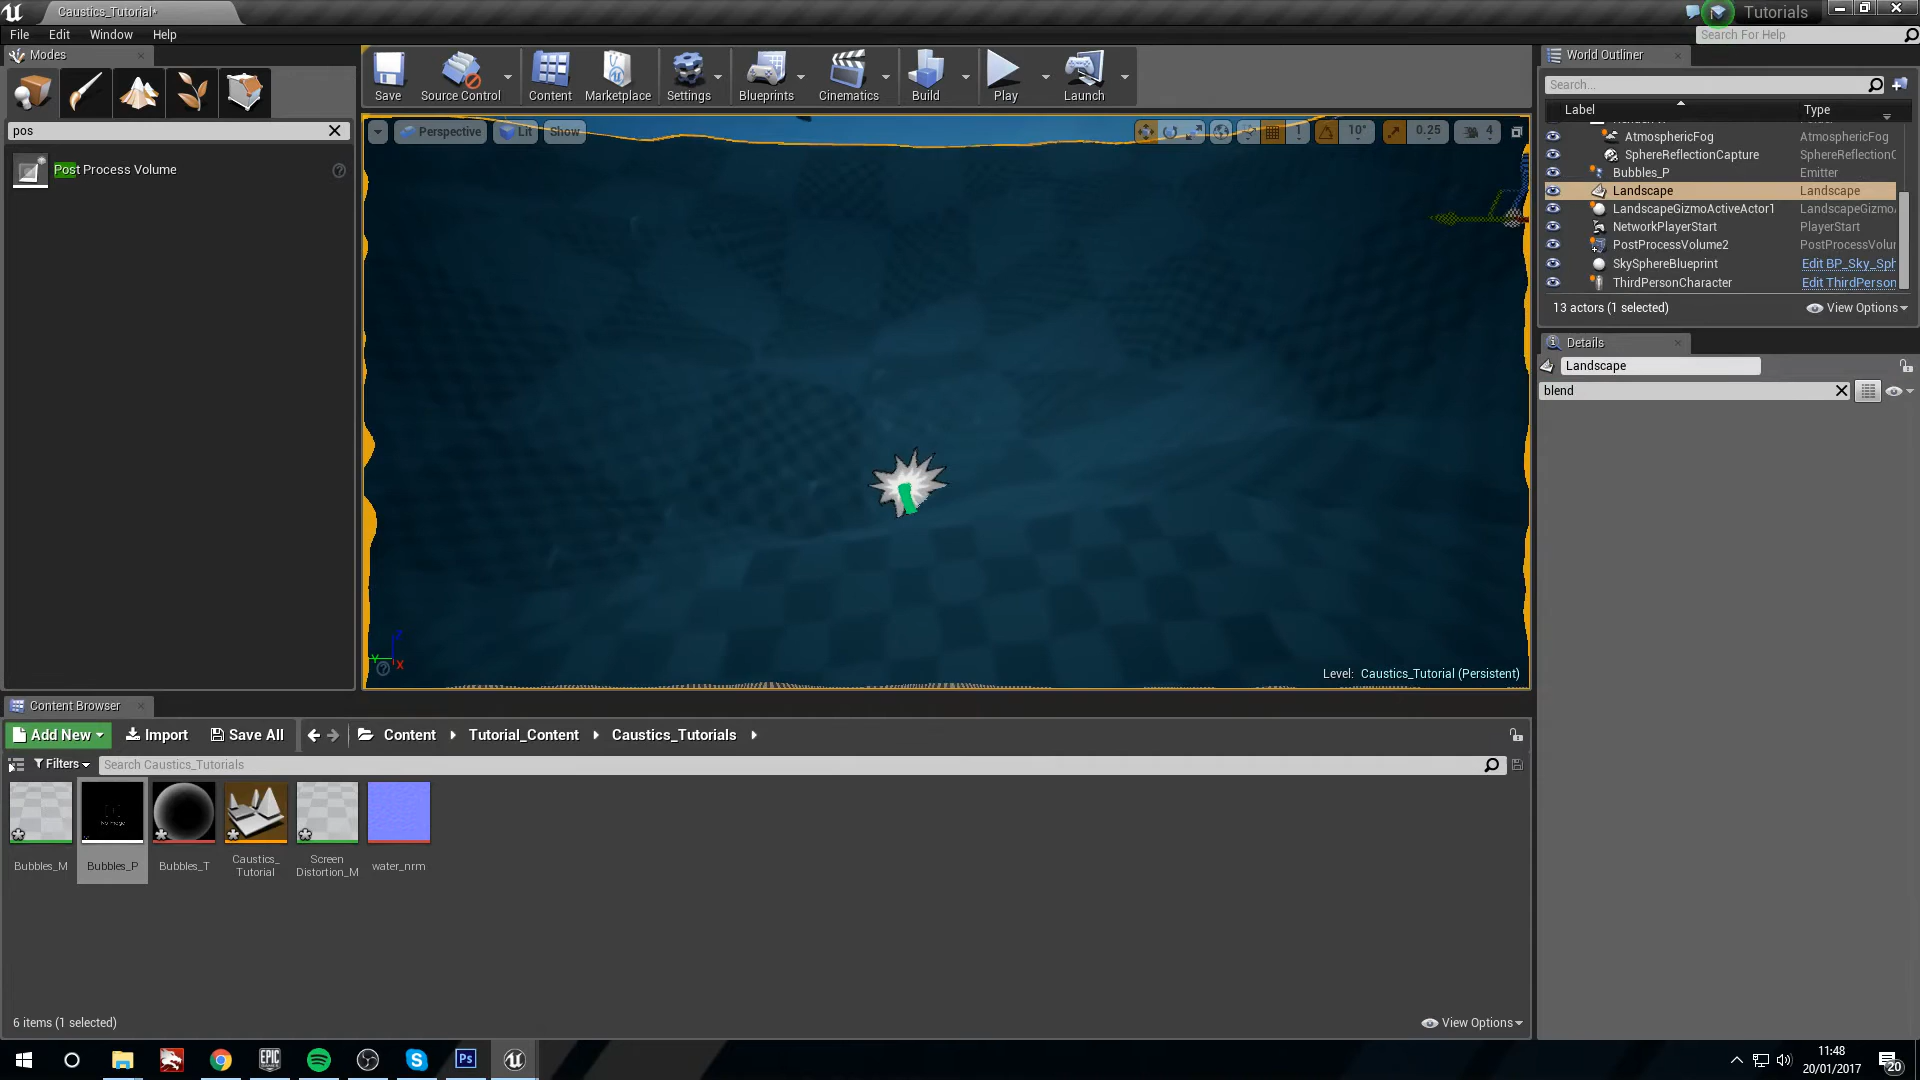 Caustics_Tutorial*
Tutorials
File Edit Window Help
Search For Help
Modes
pos
Post Process Volume
Save
Source Control
Content
Marketplace
Settings
Blueprints
Cinematics
Build
Play
Launch
Perspective
Lit
Show
1
10°
0.25
4
Z
Y
X
Level: Caustics_Tutorial (Persistent)
World Outliner
Search...
Label Type
AtmosphericFog AtmosphericFog
SphereReflectionCapture SphereReflectionC
Bubbles_P Emitter
Landscape Landscape
LandscapeGizmoActiveActor1 LandscapeGizmo
NetworkPlayerStart PlayerStart
PostProcessVolume2 PostProcessVolur
SkySphereBlueprint Edit BP_Sky_Sph
ThirdPersonCharacter Edit ThirdPerson
13 actors (1 selected) View Options
Details
Landscape
blend
Content Browser
Add New Import Save All Content Tutorial_Content Caustics_Tutorials
Filters Search Caustics_Tutorials
Bubbles_M
Bubbles_P
Bubbles_T
Caustics_
Tutorial
Screen
Distortion_M
water_nrm
6 items (1 selected) View Options
EPIC
GAMES
Ps
11:48
20/01/2017
20